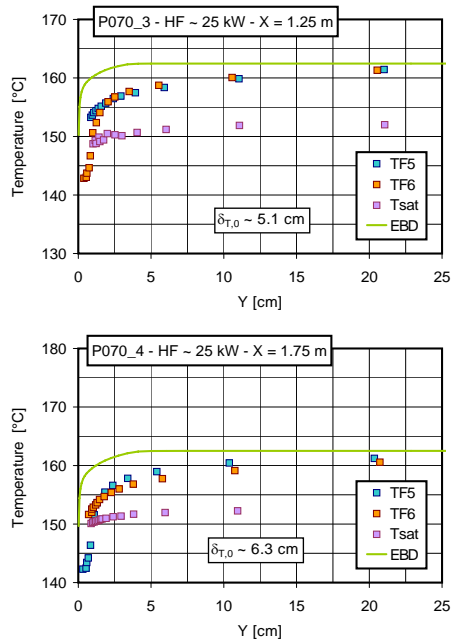 P070_3 - HF ~ 25 kW - X = 1.25 m
170
160
150
140
130
Temperature [°C]
TF5
TF6
Tsat
EBD
δT,0 ~ 5.1 cm
0 5 10 15 20 25
Y [cm]
P070_4 - HF ~ 25 kW - X = 1.75 m
180
170
160
150
140
Temperature [°C]
TF5
TF6
Tsat
EBD
δT,0 ~ 6.3 cm
0 5 10 15 20 25
Y [cm]